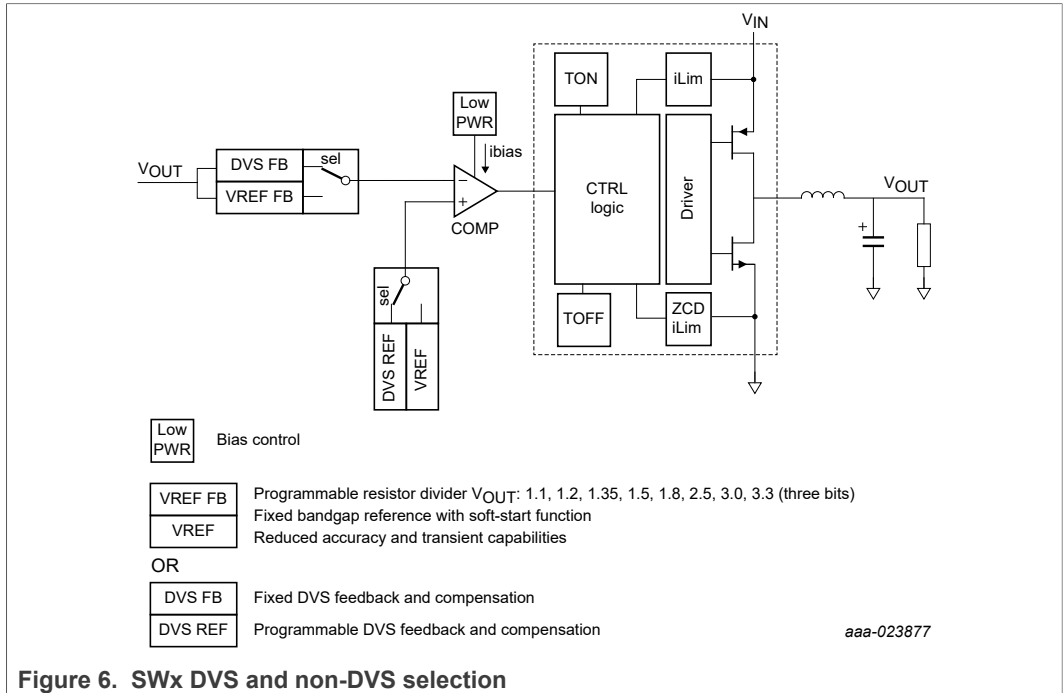 VIN
TON
iLim
Low
PWR
ibias
VOUT
DVS FB
sel
VREF FB
−
+
COMP
CTRL
logic
Driver
VOUT
+
sel
DVS REF
VREF
TOFF
ZCD
iLim
Low
PWR
Bias control
VREF FB
Programmable resistor divider VOUT: 1.1, 1.2, 1.35, 1.5, 1.8, 2.5, 3.0, 3.3 (three bits)
Fixed bandgap reference with soft-start function
VREF
Reduced accuracy and transient capabilities
OR
DVS FB
Fixed DVS feedback and compensation
DVS REF
Programmable DVS feedback and compensation
aaa-023877
Figure 6. SWx DVS and non-DVS selection